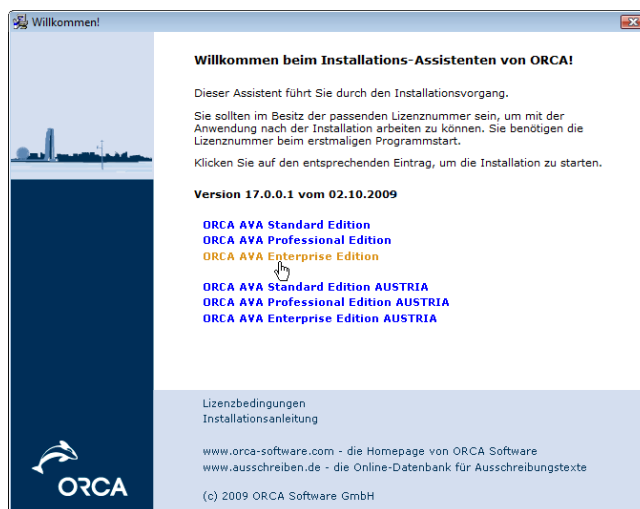 Willkommen!
Willkommen beim Installations-Assistenten von ORCA!
Dieser Assistent führt Sie durch den Installationsvorgang.
Sie sollten im Besitz der passenden Lizenznummer sein, um mit der
Anwendung nach der Installation arbeiten zu können. Sie benötigen die
Lizenznummer beim erstmaligen Programmstart.
Klicken Sie auf den entsprechenden Eintrag, um die Installation zu starten.
Version 17.0.0.1 vom 02.10.2009
ORCA AVA Standard Edition
ORCA AVA Professional Edition
ORCA AVA Enterprise Edition
ORCA AVA Standard Edition AUSTRIA
ORCA AVA Professional Edition AUSTRIA
ORCA AVA Enterprise Edition AUSTRIA
Lizenzbedingungen
Installationsanleitung
www.orca-software.com - die Homepage von ORCA Software
www.ausschreiben.de - die Online-Datenbank für Ausschreibungstexte
(c) 2009 ORCA Software GmbH
ORCA